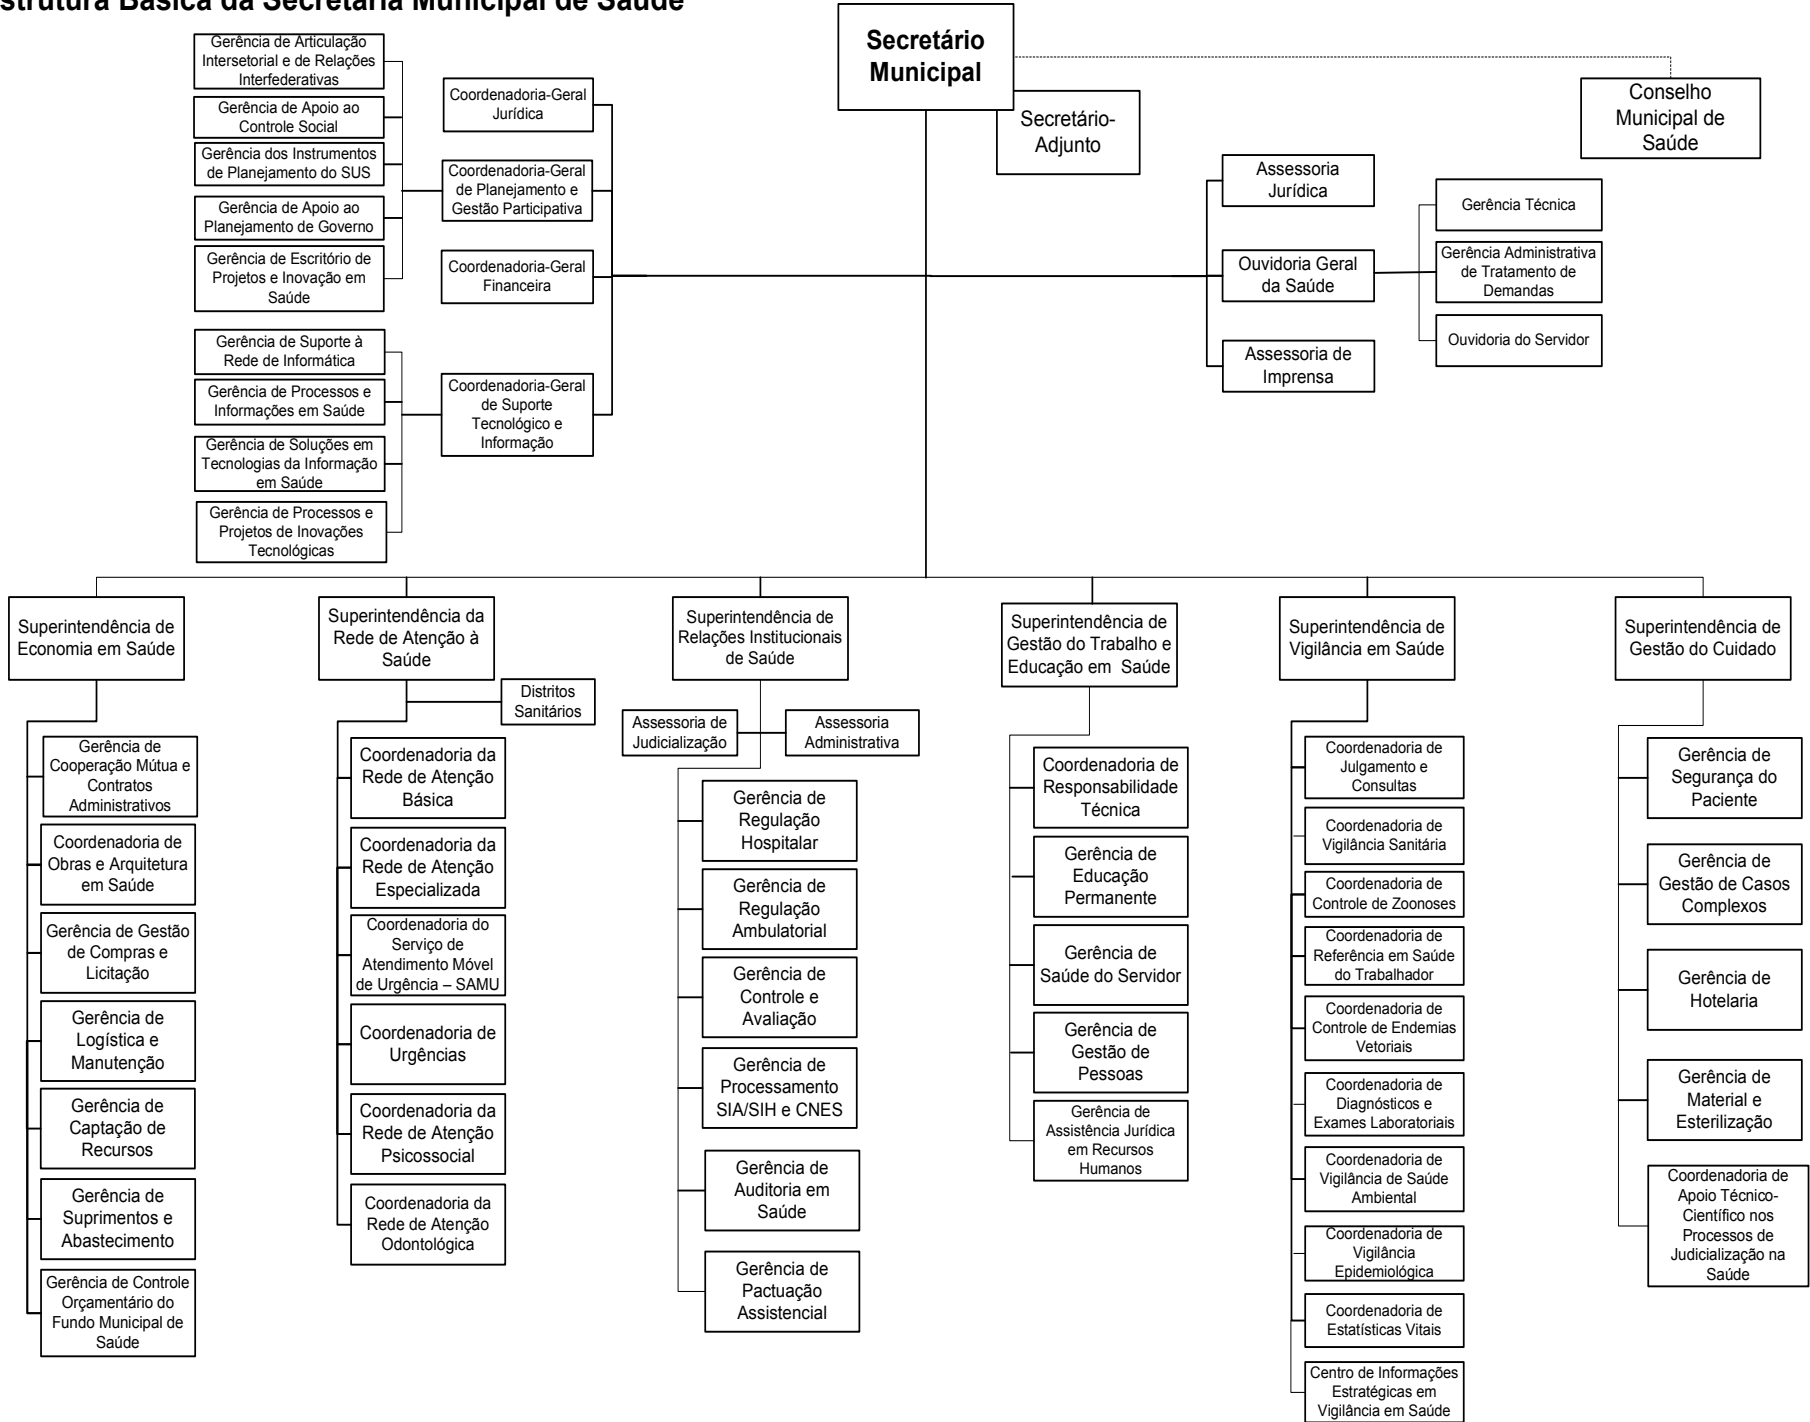 strutura Básica da Secretaria Municipal de Saúde
Secretário
Municipal
Secretário-
Adjunto
Conselho
Municipal de
Saúde
Gerência de Articulação
Intersetorial e de Relações
Interfederativas
Gerência de Apoio ao
Controle Social
Gerência dos Instrumentos
de Planejamento do SUS
Gerência de Apoio ao
Planejamento de Governo
Gerência de Escritório de
Projetos e Inovação em
Saúde
Gerência de Suporte à
Rede de Informática
Gerência de Processos e
Informações em Saúde
Gerência de Soluções em
Tecnologias da Informação
em Saúde
Gerência de Processos e
Projetos de Inovações
Tecnológicas
Coordenadoria-Geral
Jurídica
Coordenadoria-Geral
de Planejamento e
Gestão Participativa
Coordenadoria-Geral
Financeira
Coordenadoria-Geral
de Suporte
Tecnológico e
Informação
Assessoria
Jurídica
Ouvidoria Geral
da Saúde
Assessoria de
Imprensa
Gerência Técnica
Gerência Administrativa
de Tratamento de
Demandas
Ouvidoria do Servidor
Superintendência de
Economia em Saúde
Gerência de
Cooperação Mútua e
Contratos
Administrativos
Coordenadoria de
Obras e Arquitetura
em Saúde
Gerência de Gestão
de Compras e
Licitação
Gerência de
Logística e
Manutenção
Gerência de
Captação de
Recursos
Gerência de
Suprimentos e
Abastecimento
Gerência de Controle
Orçamentário do
Fundo Municipal de
Saúde
Superintendência da
Rede de Atenção à
Saúde
Distritos
Sanitários
Coordenadoria da
Rede de Atenção
Básica
Coordenadoria da
Rede de Atenção
Especializada
Coordenadoria do
Serviço de
Atendimento Móvel
de Urgência – SAMU
Coordenadoria de
Urgências
Coordenadoria da
Rede de Atenção
Psicossocial
Coordenadoria da
Rede de Atenção
Odontológica
Superintendência de
Relações Institucionais
de Saúde
Assessoria de
Judicialização
Assessoria
Administrativa
Gerência de
Regulação
Hospitalar
Gerência de
Regulação
Ambulatorial
Gerência de
Controle e
Avaliação
Gerência de
Processamento
SIA/SIH e CNES
Gerência de
Auditoria em
Saúde
Gerência de
Pactuação
Assistencial
Superintendência de
Gestão do Trabalho e
Educação em Saúde
Coordenadoria de
Responsabilidade
Técnica
Gerência de
Educação
Permanente
Gerência de
Saúde do Servidor
Gerência de
Gestão de
Pessoas
Gerência de
Assistência Jurídica
em Recursos
Humanos
Superintendência de
Vigilância em Saúde
Coordenadoria de
Julgamento e
Consultas
Coordenadoria de
Vigilância Sanitária
Coordenadoria de
Controle de Zoonoses
Coordenadoria de
Referência em Saúde
do Trabalhador
Coordenadoria de
Controle de Endemias
Vetoriais
Coordenadoria de
Diagnósticos e
Exames Laboratoriais
Coordenadoria de
Vigilância de Saúde
Ambiental
Coordenadoria de
Vigilância
Epidemiológica
Coordenadoria de
Estatísticas Vitais
Centro de Informações
Estratégicas em
Vigilância em Saúde
Superintendência de
Gestão do Cuidado
Gerência de
Segurança do
Paciente
Gerência de
Gestão de Casos
Complexos
Gerência de
Hotelaria
Gerência de
Material e
Esterilização
Coordenadoria de
Apoio Técnico-
Científico nos
Processos de
Judicialização na
Saúde